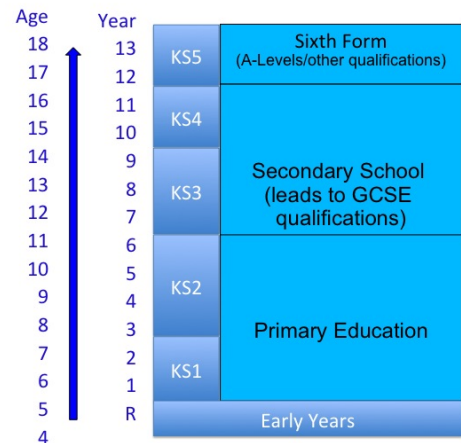 Age
18
17
16
15
14
13
12
11
10
9
8
7
6
5
4
Year
13
12
11
10
9
8
7
6
5
4
3
2
1
R
KS5
KS4
KS3
KS2
KS1
Sixth Form
(A-Levels/other qualifications)
Secondary School
(leads to GCSE
qualifications)
Primary Education
Early Years